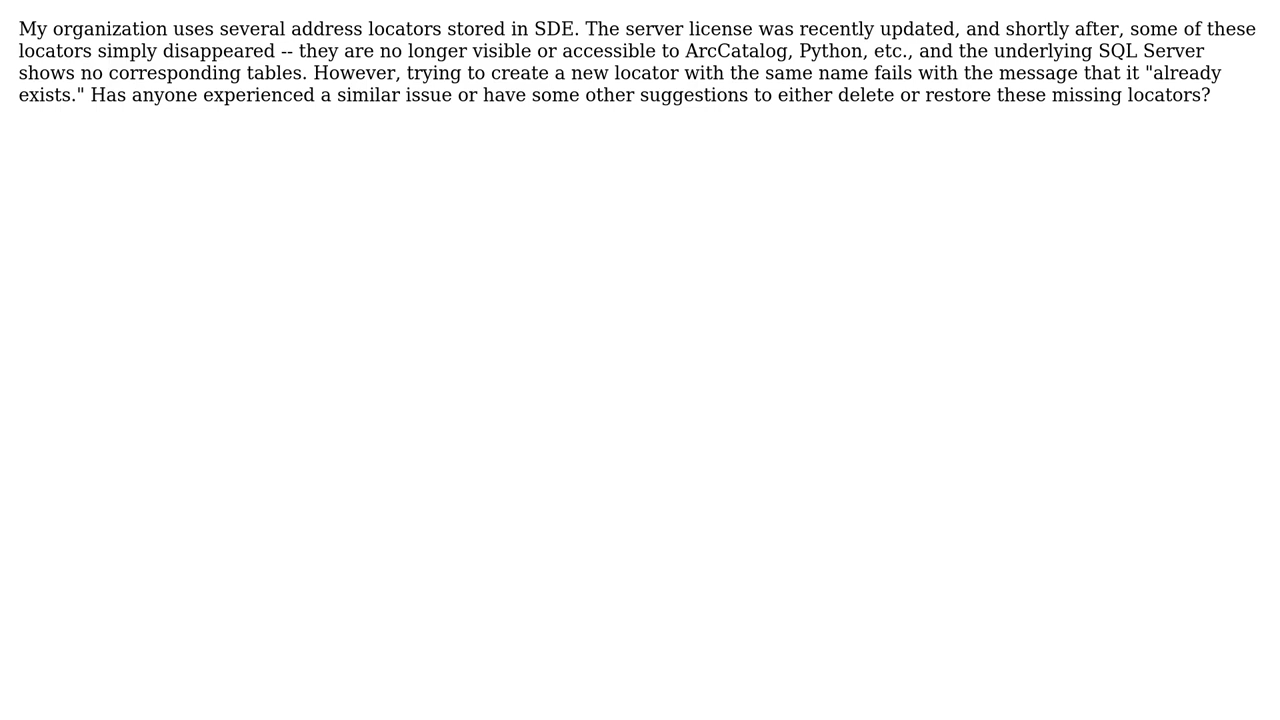 My organization uses several address locators stored in SDE. The server license was recently updated, and shortly after, some of these
locators simply disappeared -- they are no longer visible or accessible to ArcCatalog, Python, etc., and the underlying SQL Server
shows no corresponding tables. However, trying to create a new locator with the same name fails with the message that it "already
exists." Has anyone experienced a similar issue or have some other suggestions to either delete or restore these missing locators?